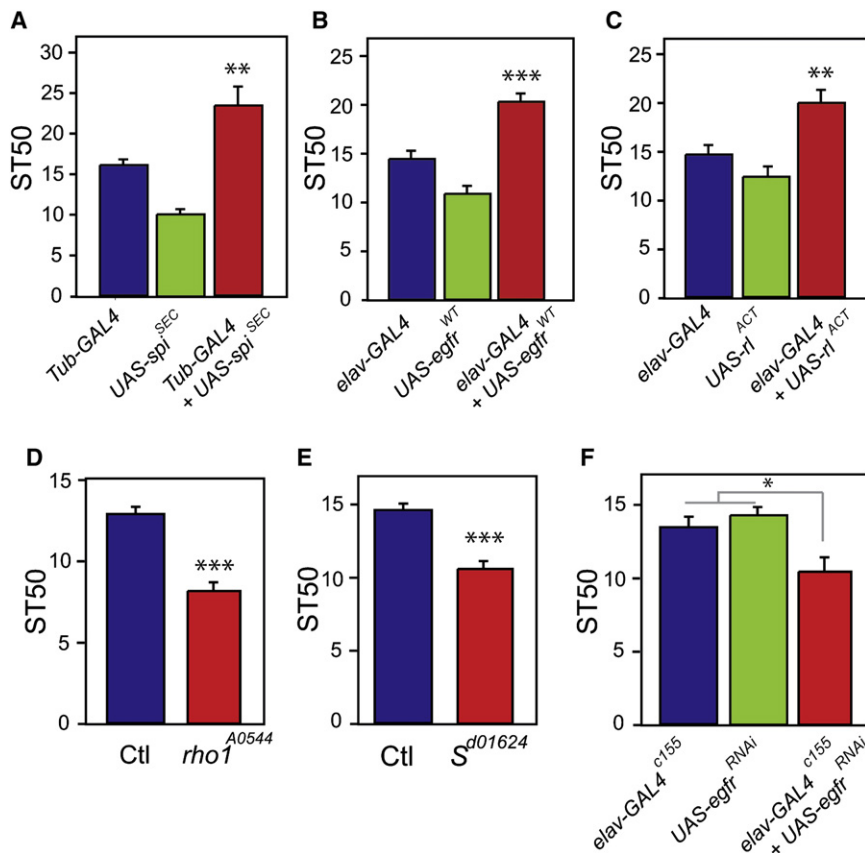 A
ST50
30
25
20
15
10
5
0
**
Tub-GAL4
UAS-spi^SEC
Tub-GAL4
+ UAS-spi^SEC
B
ST50
25
20
15
10
5
0
***
elav-GAL4
UAS-egfr^WT
elav-GAL4
+ UAS-egfr^WT
C
ST50
25
20
15
10
5
0
**
elav-GAL4
UAS-rl^ACT
elav-GAL4
+ UAS-rl^ACT
D
ST50
15
10
5
0
***
Ctl
rho1^A0544
E
ST50
15
10
5
0
***
Ctl
S^d01624
F
ST50
15
10
5
0
*
elav-GAL4^c155
UAS-egfr^RNAi
elav-GAL4^c155
+ UAS-egfr^RNAi